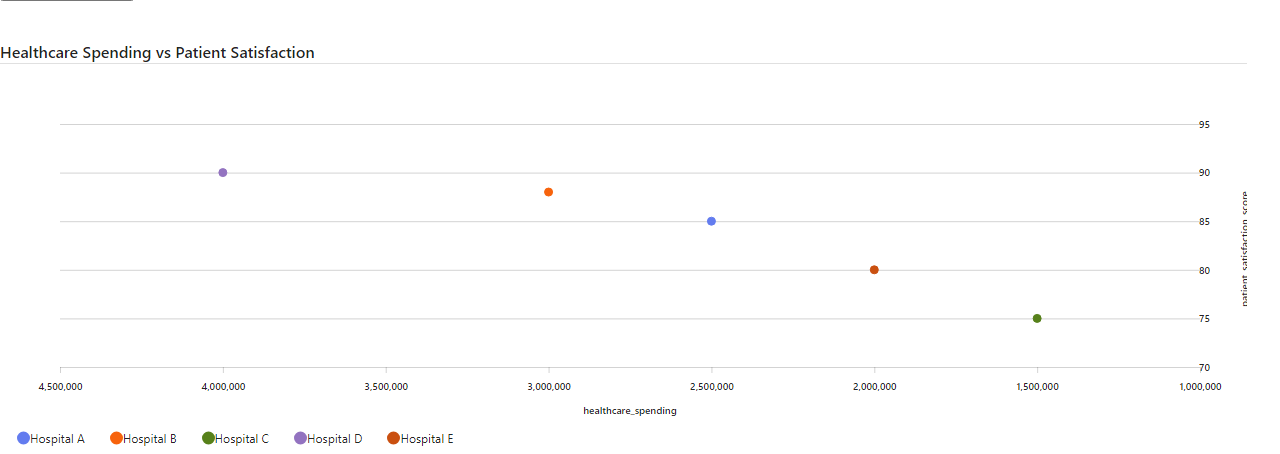 Healthcare Spending vs Patient Satisfaction
95
90
85
80
75
70
patient_satisfaction_score
4,500,000 4,000,000 3,500,000 3,000,000 2,500,000 2,000,000 1,500,000 1,000,000
healthcare_spending
Hospital A Hospital B Hospital C Hospital D Hospital E